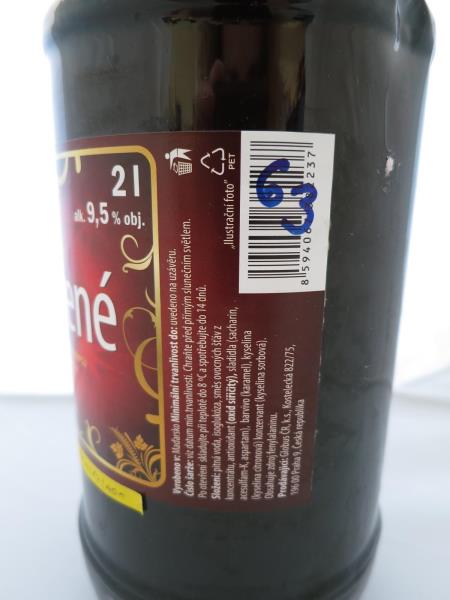 2 l
alk. 9,5 % obj.
ené
PET
„Ilustrační foto"
8 59406
237
Vyrobeno v: Maďarsko Minimální trvanlivost do: uvedeno na uzávěru.
Číslo šarže: viz datum min.trvanlivosti. Chraňte před přímým slunečním světlem.
Po otevření skladujte při teplotě do 8 °C a spotřebujte do 14 dnů.
Složení: pitná voda, isoglukóza, směs ovocných šťáv z
koncentrátu, antioxidant (oxid siřičitý), sladidla (sacharin,
acesulfam-K, aspartam), barvivo (karamel), kyselina
(kyselina citronová) konzervant (kyselina sorbová).
Obsahuje zdroj fenylalaninu.
Prodávající: Globus ČR, k.s., Kostelecká 822/75,
196 00 Praha 9, Česká republika